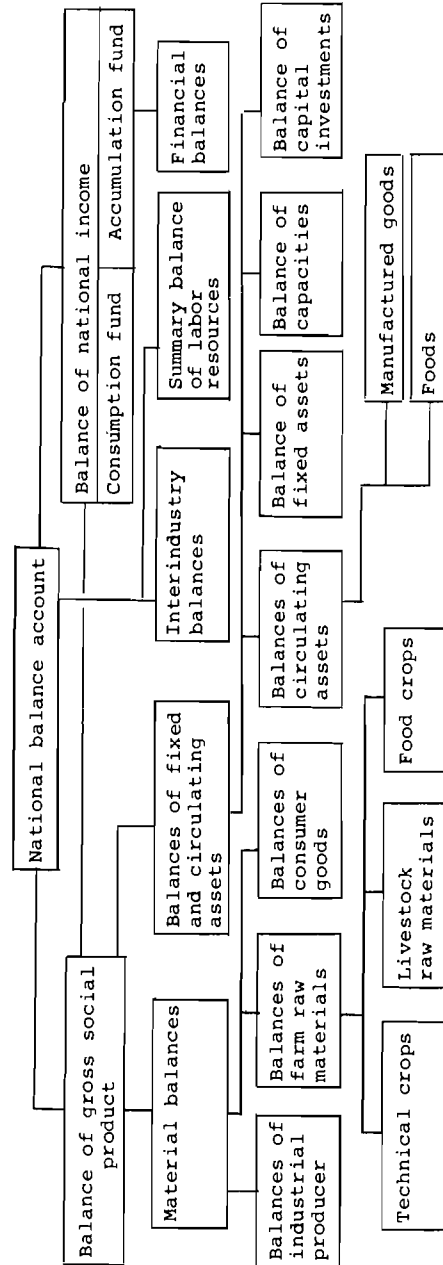 National balance account
Balance of gross social
product
Balance of national income
Consumption fund
Accumulation fund
Material balances
Balances of fixed
and circulating
assets
Interindustry
balances
Summary balance
of labor
resources
Financial
balances
Balances of
industrial
producer
Balances of
farm raw
materials
Balances of
consumer
goods
Balances of
circulating
assets
Balance of
fixed assets
Balance of
capacities
Balance of
capital
investments
Technical crops
Livestock
raw materials
Food crops
Manufactured goods
Foods